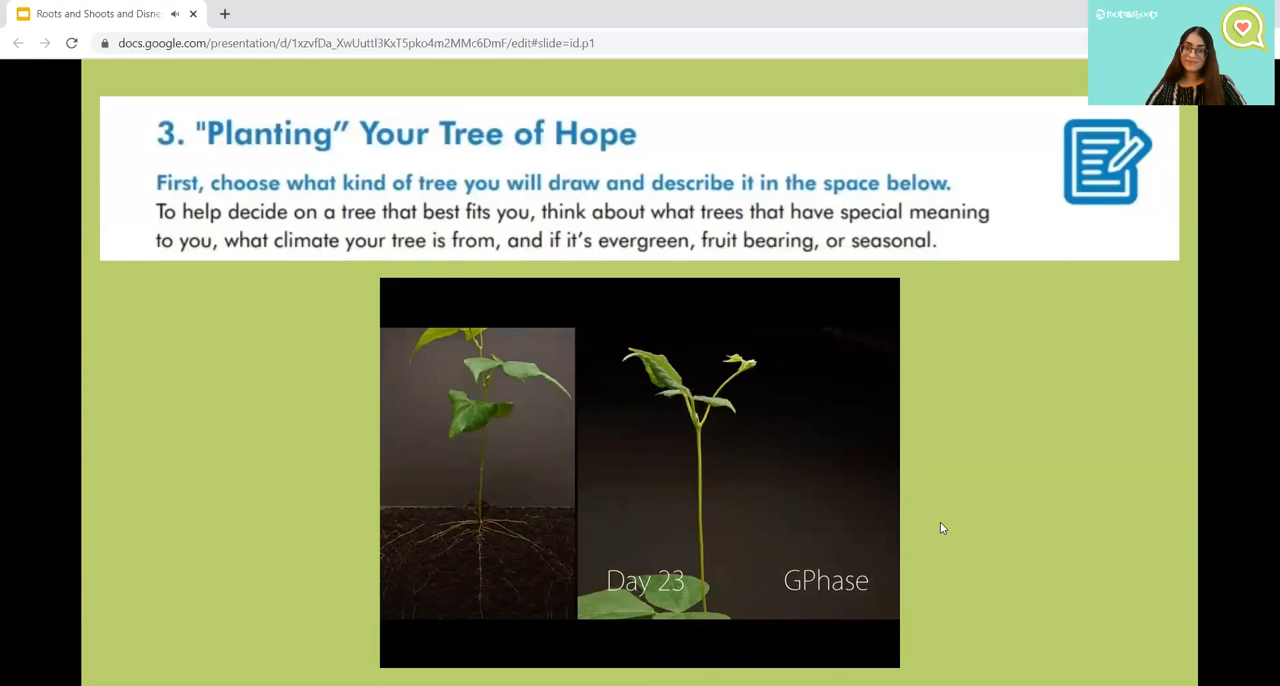 Roots and Shoots and Disne
docs.google.com/presentation/d/1xzvfDa_XwUuttl3KxT5pko4m2MMc6DmF/edit#slide=id.p1
roots&shoots
3. "Planting” Your Tree of Hope
First, choose what kind of tree you will draw and describe it in the space below.
To help decide on a tree that best fits you, think about what trees that have special meaning
to you, what climate your tree is from, and if it’s evergreen, fruit bearing, or seasonal.
Day 23
GPhase